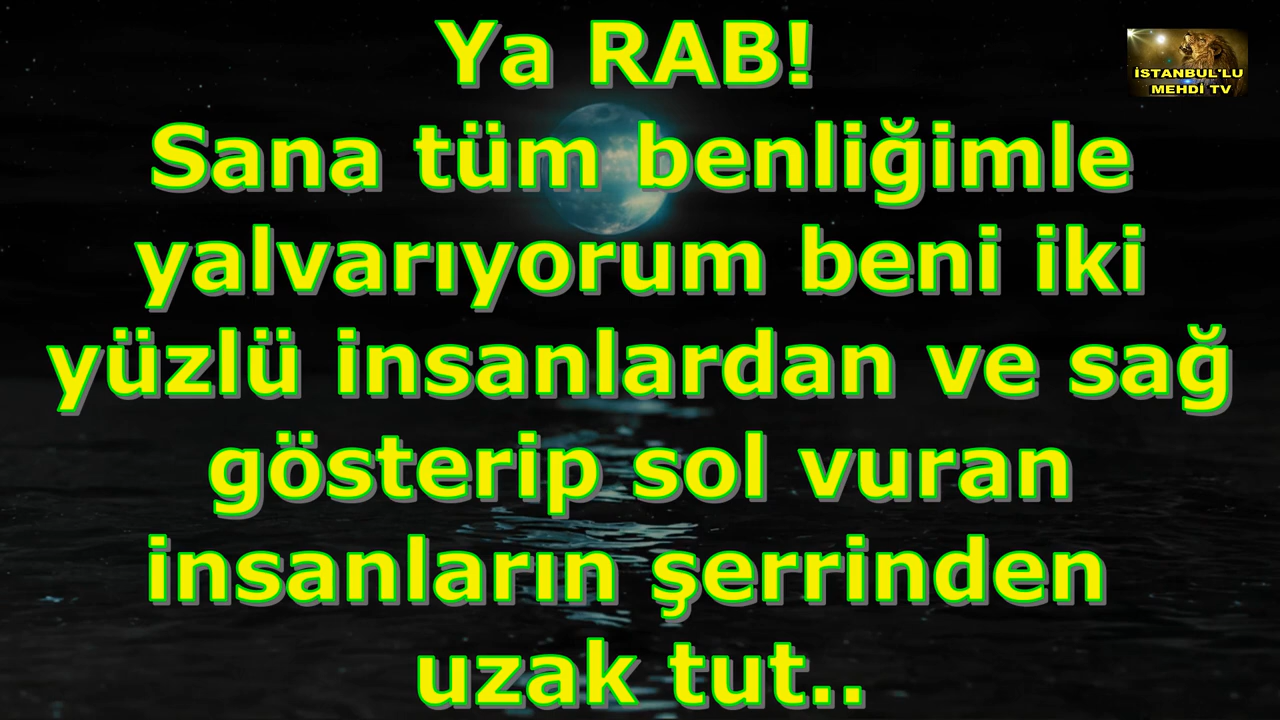 Ya RAB!
İSTANBUL'LU
MEHDİ TV
Sana tüm benliğimle
yalvarıyorum beni iki
yüzlü insanlardan ve sağ
gösterip sol vuran
insanların şerrinden
uzak tut..